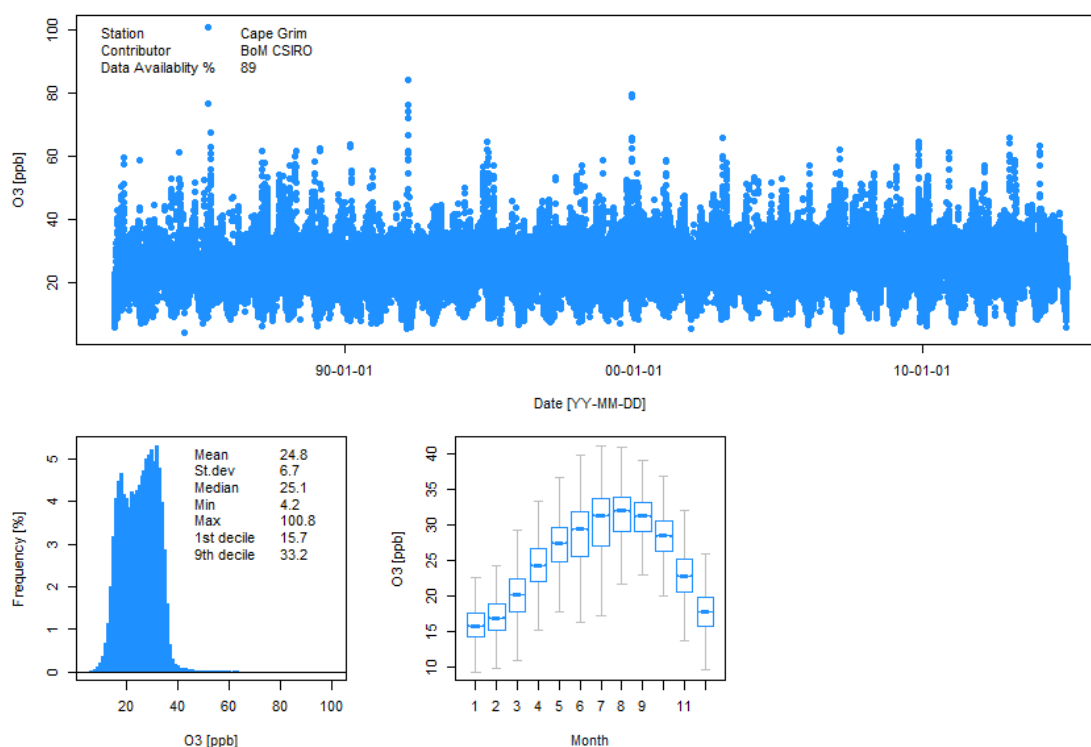 100
80
60
40
20
O3 [ppb]
Station Cape Grim
Contributor BoM CSIRO
Data Availablity % 89
90-01-01 00-01-01 10-01-01
Date [YY-MM-DD]
5
4
3
2
1
0
Frequency [%]
Mean 24.8
St.dev 6.7
Median 25.1
Min 4.2
Max 100.8
1st decile 15.7
9th decile 33.2
20 40 60 80 100
O3 [ppb]
40
35
30
25
20
15
10
O3 [ppb]
1 2 3 4 5 6 7 8 9 11
Month